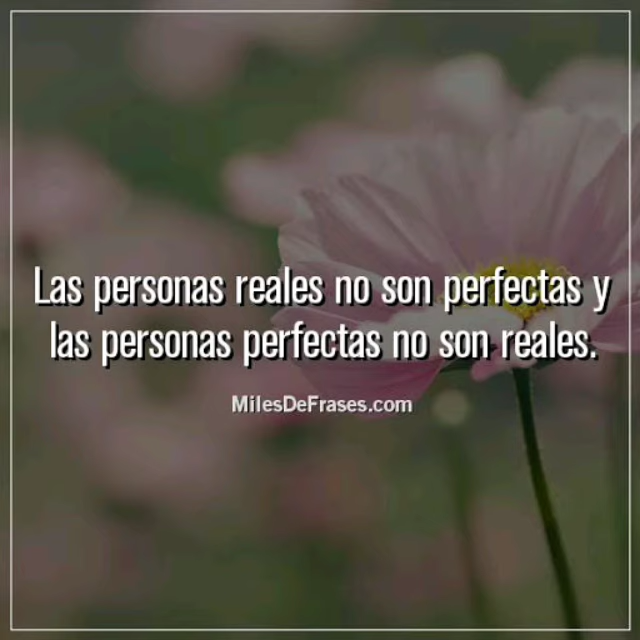 Las personas reales no son perfectas y
las personas perfectas no son reales.
MilesDeFrases.com